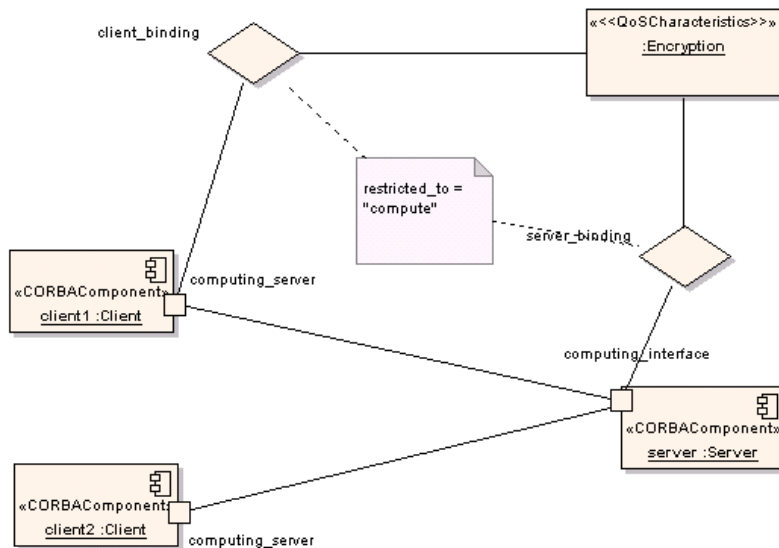 client_binding
«<<QoSCharacteristics>>»
:Encryption
restricted_to =
"compute"
server_binding
«CORBAComponent»
client1 :Client
computing_server
computing_interface
«CORBAComponent»
server :Server
«CORBAComponent»
client2 :Client
computing_server